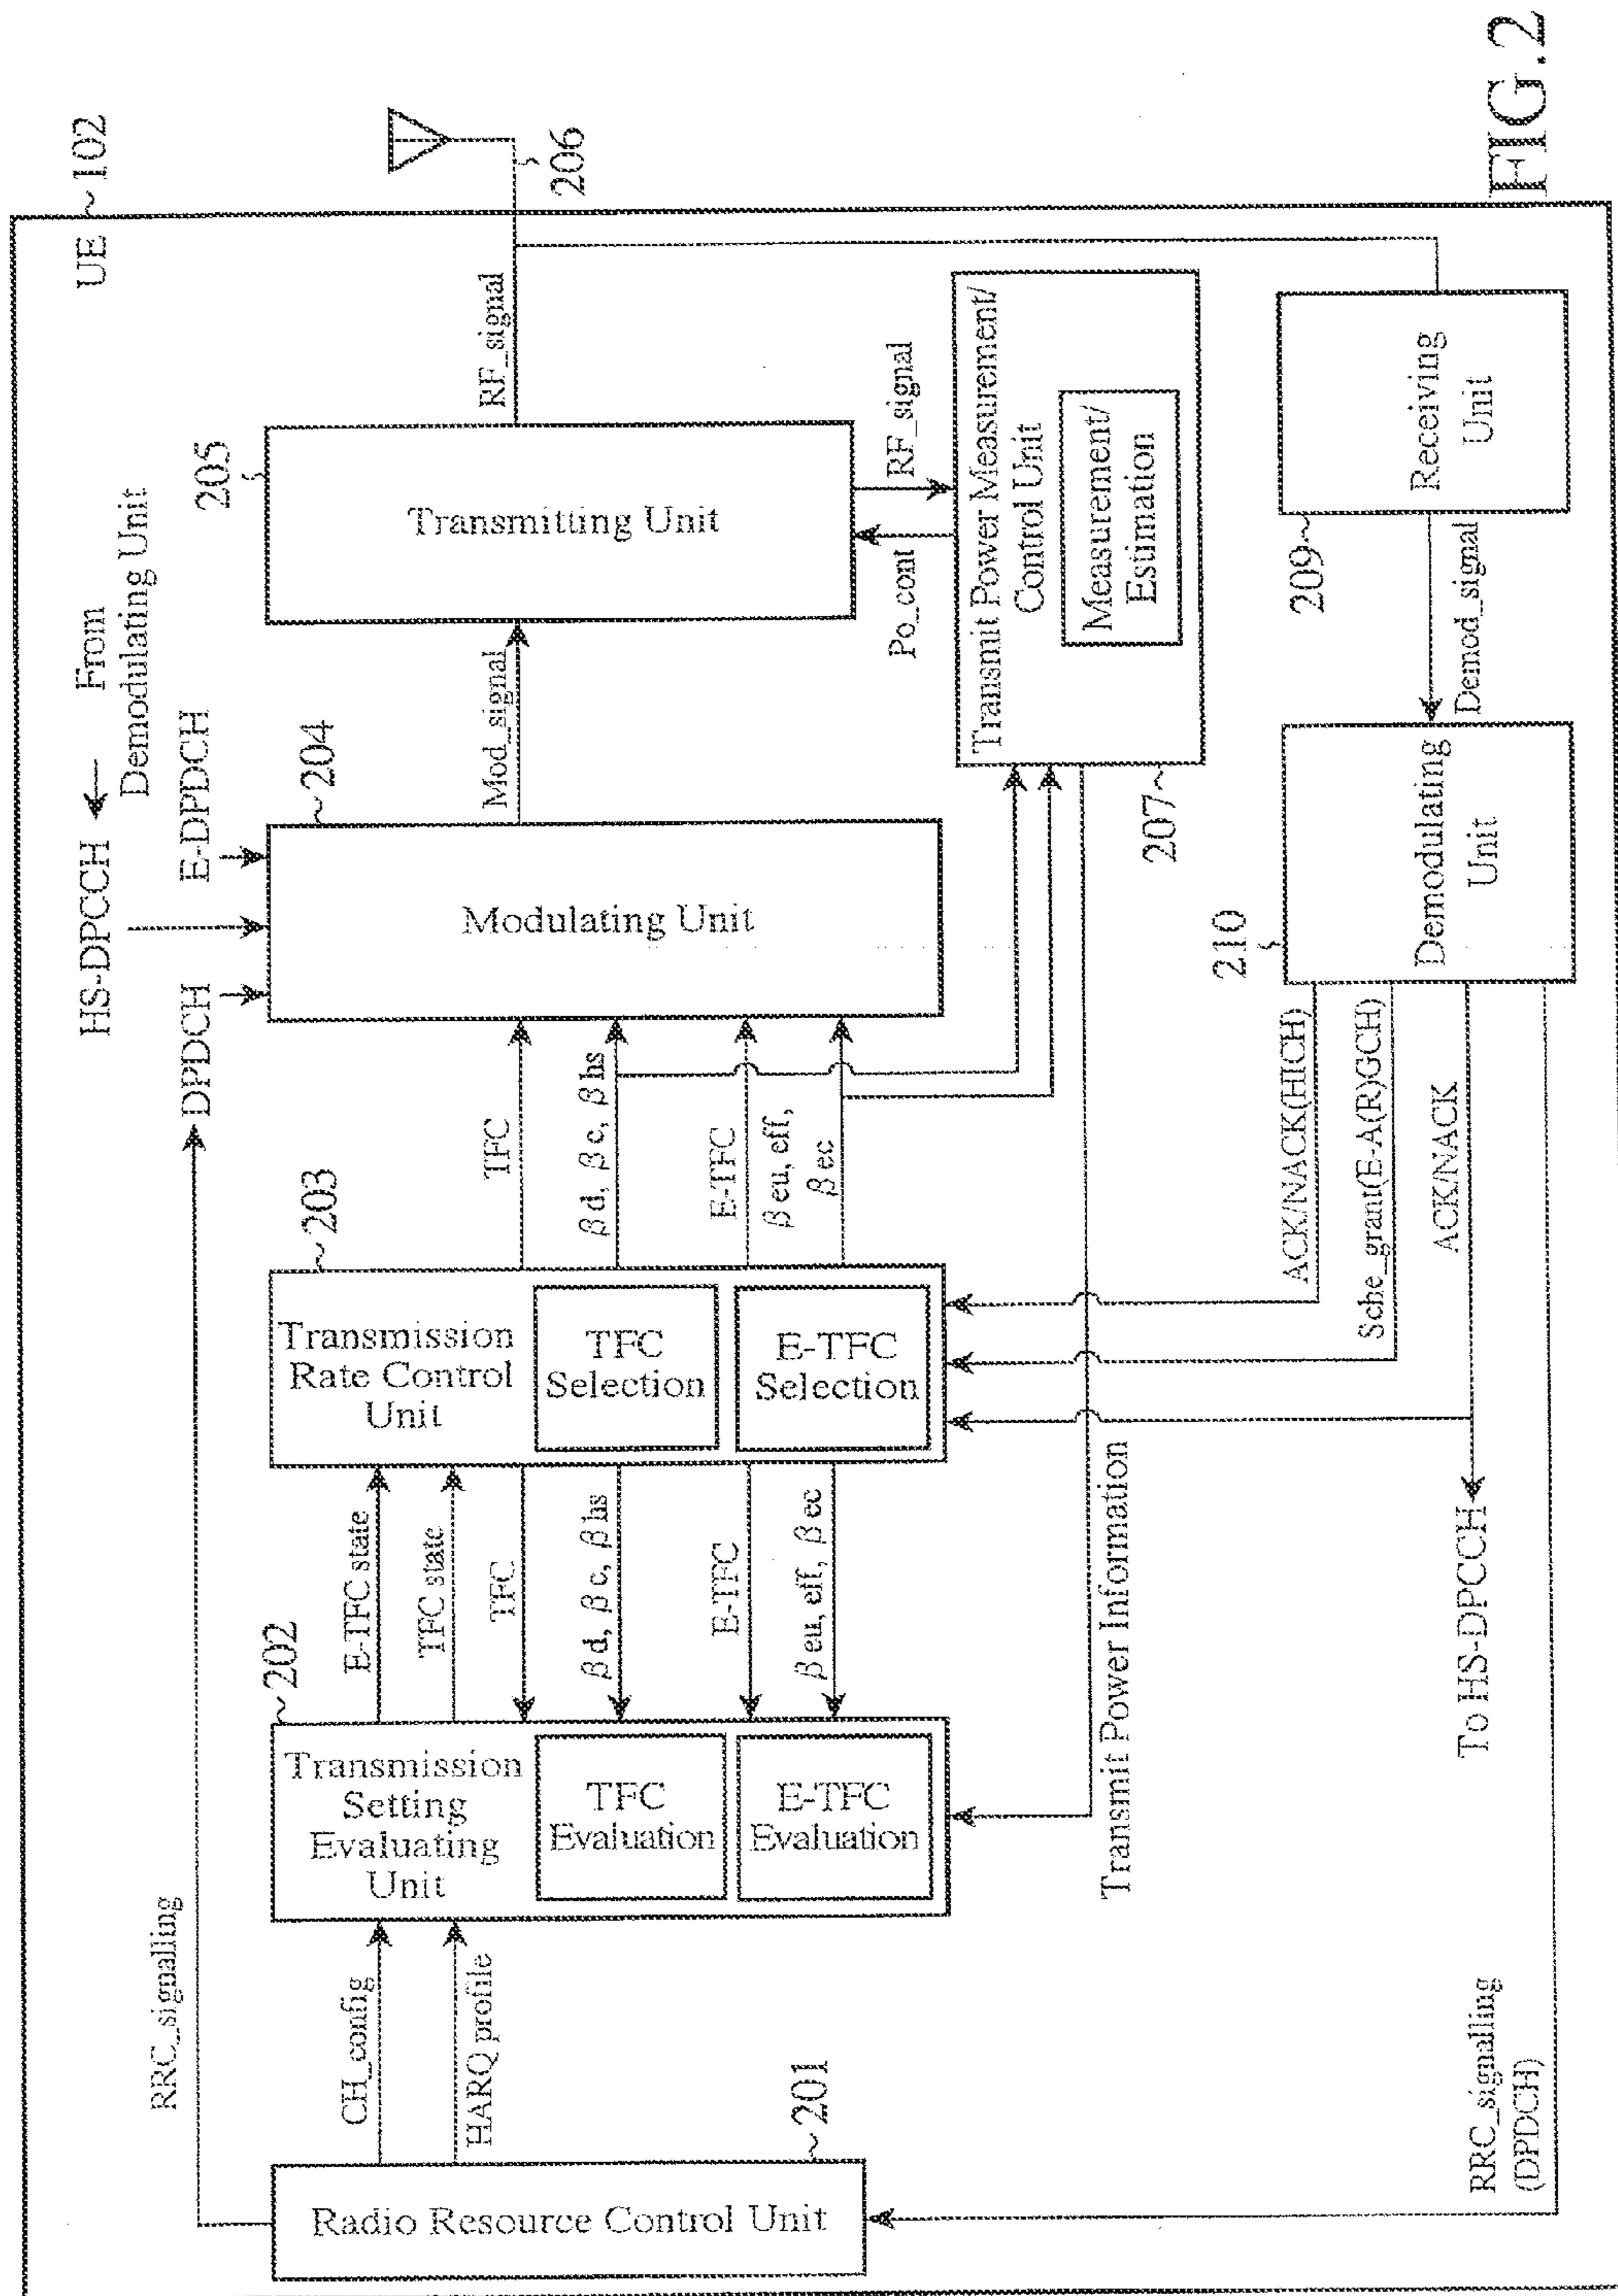 UE ~102
RRC_signalling
HS-DPCCH ← From
Demodulating Unit
DPDCH
E-DPDCH
~202
~203
~204
205
206
CH_config
HARQ profile
Radio Resource Control Unit
~201
Transmission
Setting
Evaluating
Unit
TFC
Evaluation
E-TFC
Evaluation
E-TFC state
TFC state
TFC
βd, βc, βhs
E-TFC
βeu, eff, βec
Transmission
Rate Control
Unit
TFC
Selection
E-TFC
Selection
TFC
βd, βc, βhs
E-TFC
βeu, eff,
βec
Modulating Unit
Mod_signal
Transmitting Unit
RF_signal
Po_cont
RF_signal
Transmit Power Measurement/
Control Unit
Measurement/
Estimation
207~
Transmit Power Information
ACK/NACK(HICH)
Sche_grant(E-A(R)GCH)
ACK/NACK
To HS-DPCCH
210
Demodulating
Unit
Demod_signal
209~
Receiving
Unit
RRC_signalling
(DPDCH)
FIG.2